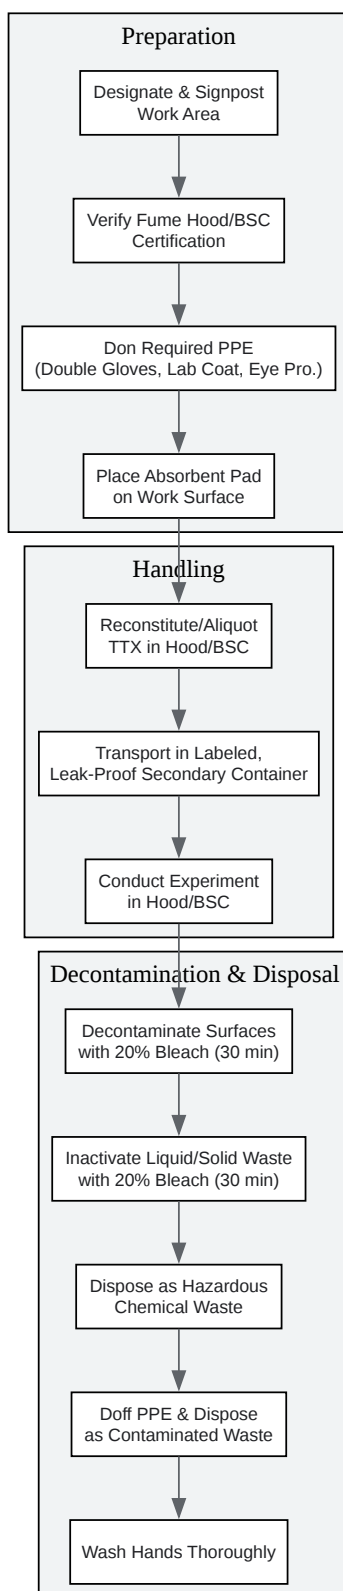 Preparation
Designate & Signpost
Work Area
Verify Fume Hood/BSC
Certification
Don Required PPE
(Double Gloves, Lab Coat, Eye Pro.)
Place Absorbent Pad
on Work Surface
Handling
Reconstitute/Aliquot
TTX in Hood/BSC
Transport in Labeled,
Leak-Proof Secondary Container
Conduct Experiment
in Hood/BSC
Decontamination & Disposal
Decontaminate Surfaces
with 20% Bleach (30 min)
Inactivate Liquid/Solid Waste
with 20% Bleach (30 min)
Dispose as Hazardous
Chemical Waste
Doff PPE & Dispose
as Contaminated Waste
Wash Hands Thoroughly